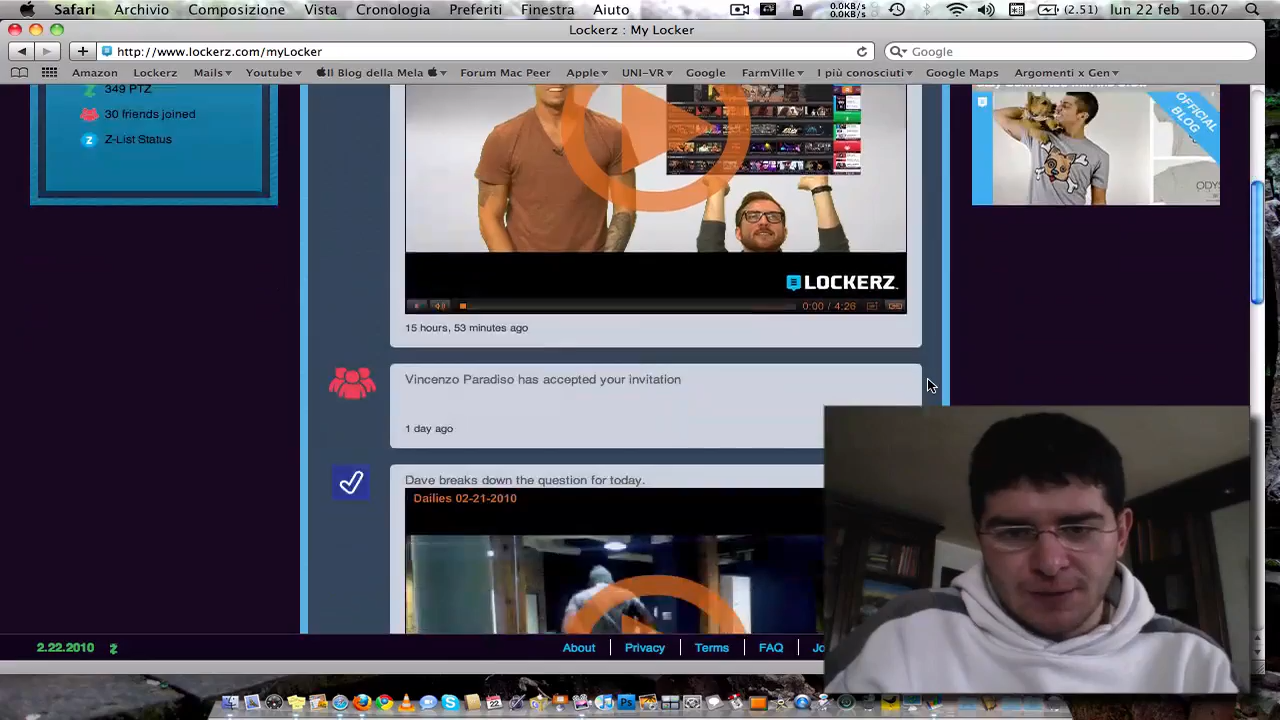 Safari Archivio Composizione Vista Cronologia Preferiti Finestra Aiuto 0.0KB/s 0.0KB/s (2.51) lun 22 feb 16.07
Lockerz : My Locker
http://www.lockerz.com/myLocker Google
Amazon Lockerz Mails Youtube Il Blog della Mela Forum Mac Peer Apple UNI-VR Google FarmVille I più conosciuti Google Maps Argomenti x Gen
349 PTZ
30 friends joined
Z-List Status
OFFICIAL BLOG
LOCKERZ
0:00 / 4:26
15 hours, 53 minutes ago
Vincenzo Paradiso has accepted your invitation
1 day ago
Dave breaks down the question for today.
Dailies 02-21-2010
2.22.2010 About Privacy Terms FAQ Jo